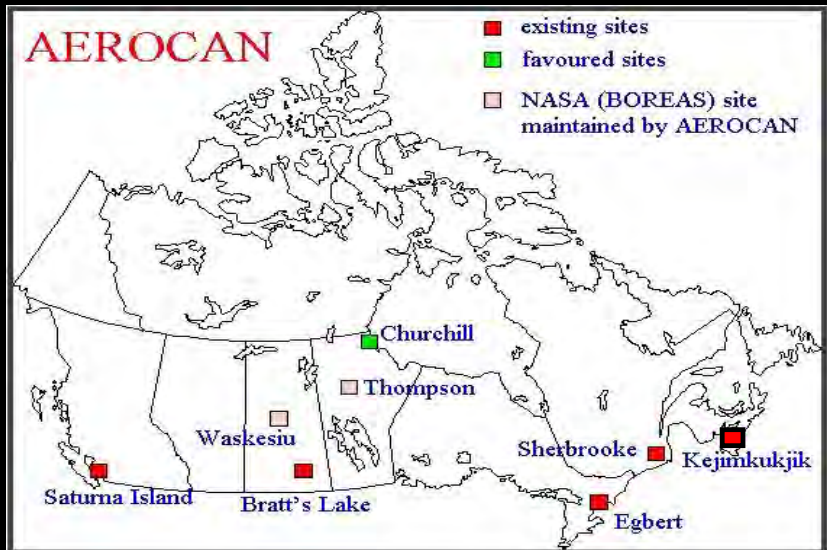 AEROCAN
existing sites
favoured sites
NASA (BOREAS) site
maintained by AEROCAN
Churchill
Thompson
Waskesiu
Sherbrooke
Kejimkukjik
Saturna Island
Bratt's Lake
Egbert